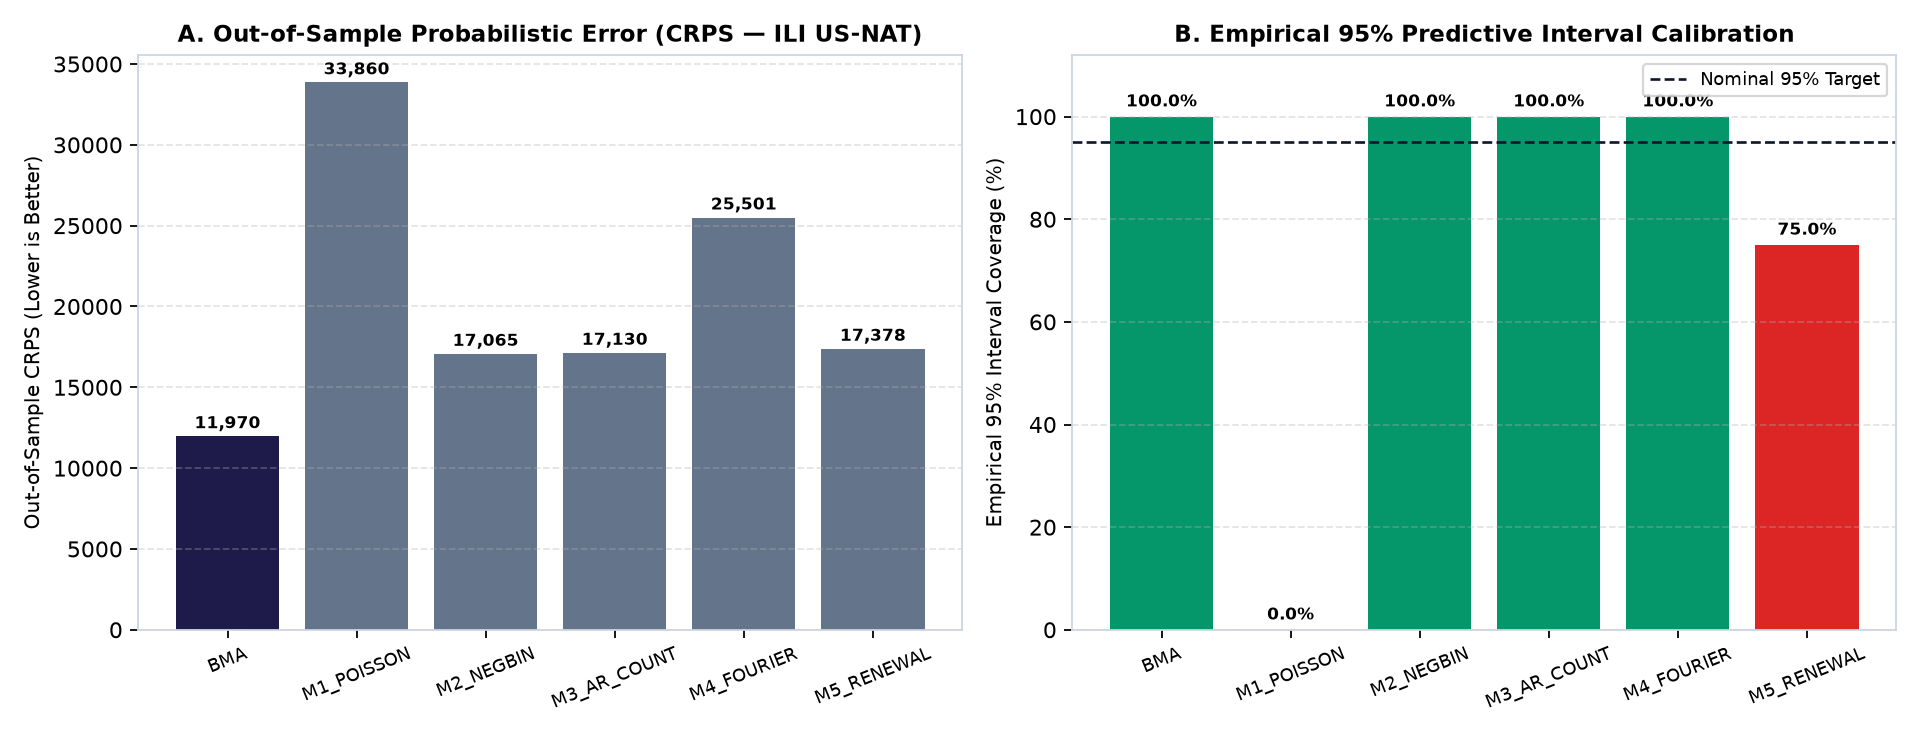 A. Out-of-Sample Probabilistic Error (CRPS — ILI US-NAT)
Out-of-Sample CRPS (Lower is Better)
35000
30000
25000
20000
15000
10000
5000
0
11,970
33,860
17,065
17,130
25,501
17,378
BMA
M1_POISSON
M2_NEGBIN
M3_AR_COUNT
M4_FOURIER
M5_RENEWAL
B. Empirical 95% Predictive Interval Calibration
Nominal 95% Target
Empirical 95% Interval Coverage (%)
100
80
60
40
20
0
100.0%
0.0%
100.0%
100.0%
100.0%
75.0%
BMA
M1_POISSON
M2_NEGBIN
M3_AR_COUNT
M4_FOURIER
M5_RENEWAL